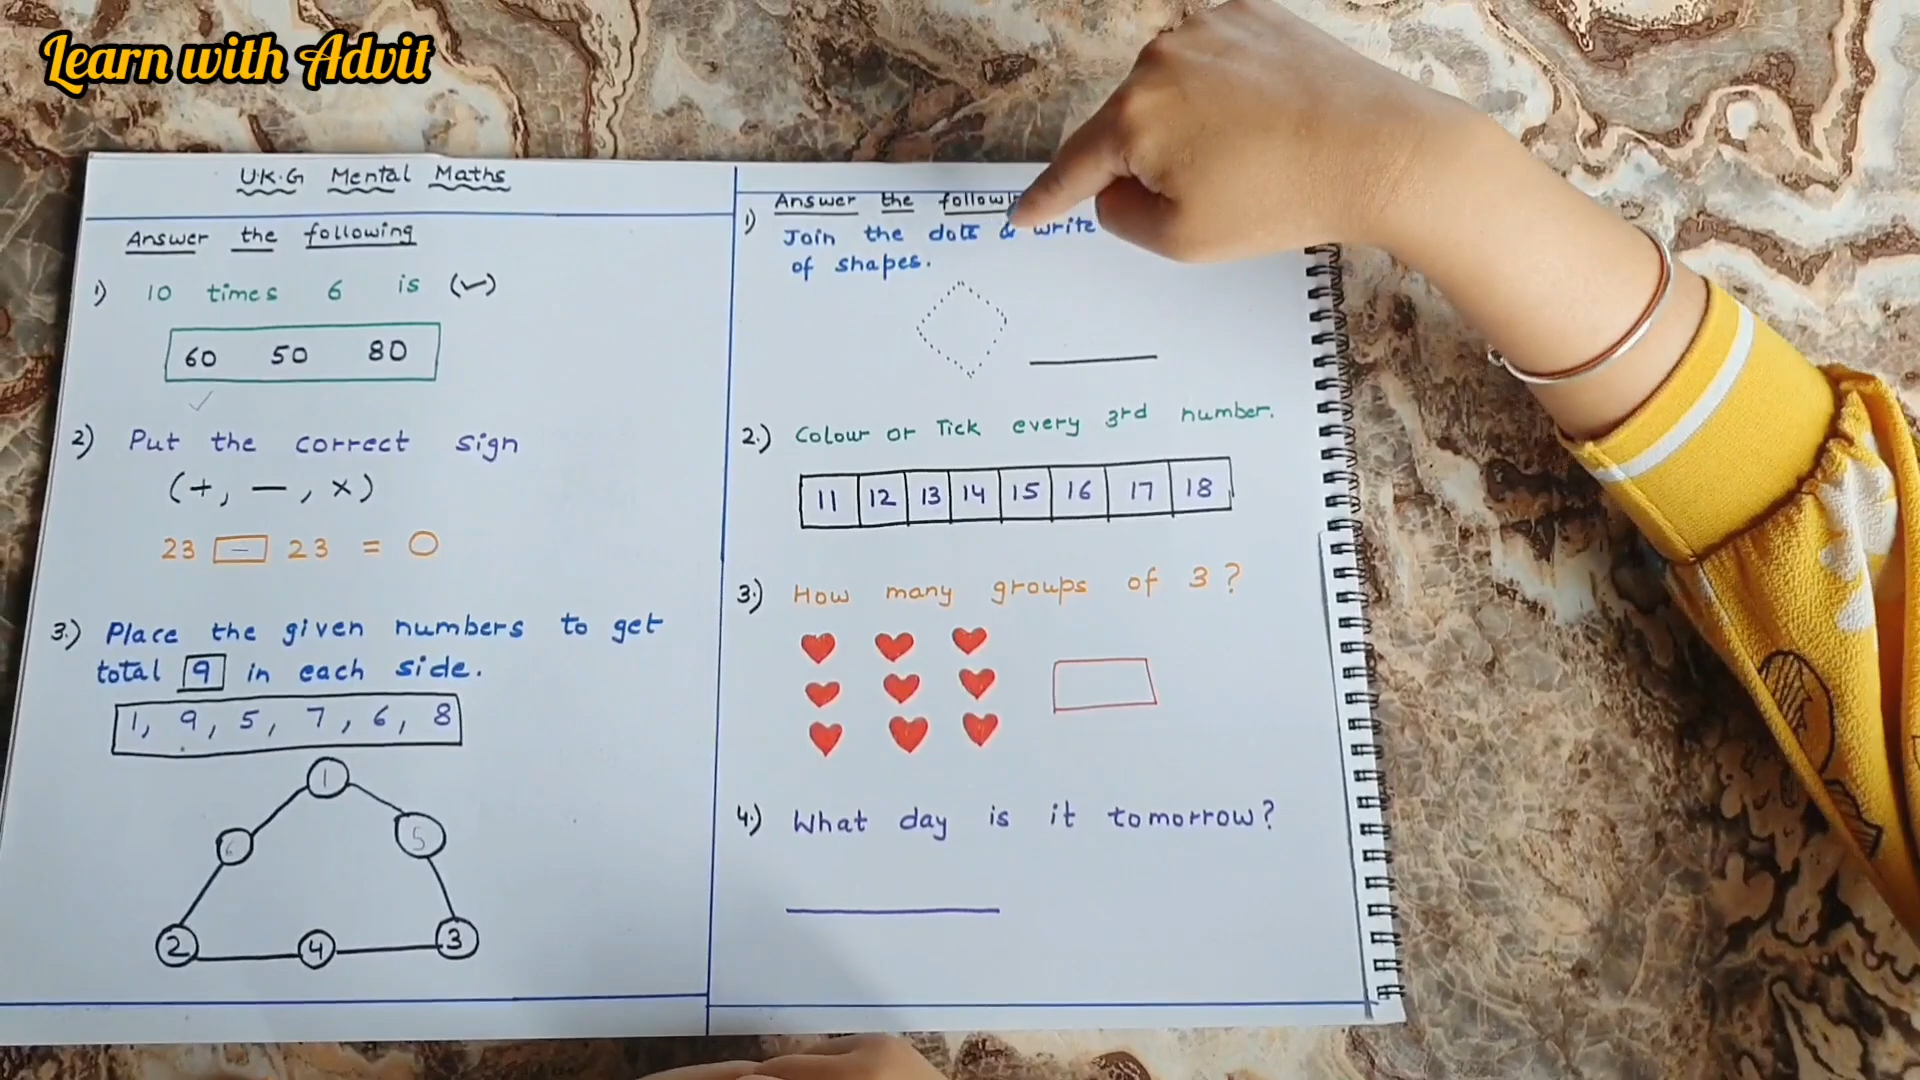 Learn with Advit
U.K.G Mental Maths
Answer the following
1) 10 times 6 is (✓)
60 50 80
✓
2) Put the correct sign
(+, —, ×)
23 − 23 = 0
3.) Place the given numbers to get
total 9 in each side.
1, 9, 5, 7, 6, 8
1
6 5
2 4 3
Answer the
1) Join the dots & write
of shapes.
2.) Colour or Tick every 3rd number.
11 12 13 14 15 16 17 18
3.) How many groups of 3?
4.) What day is it tomorrow?